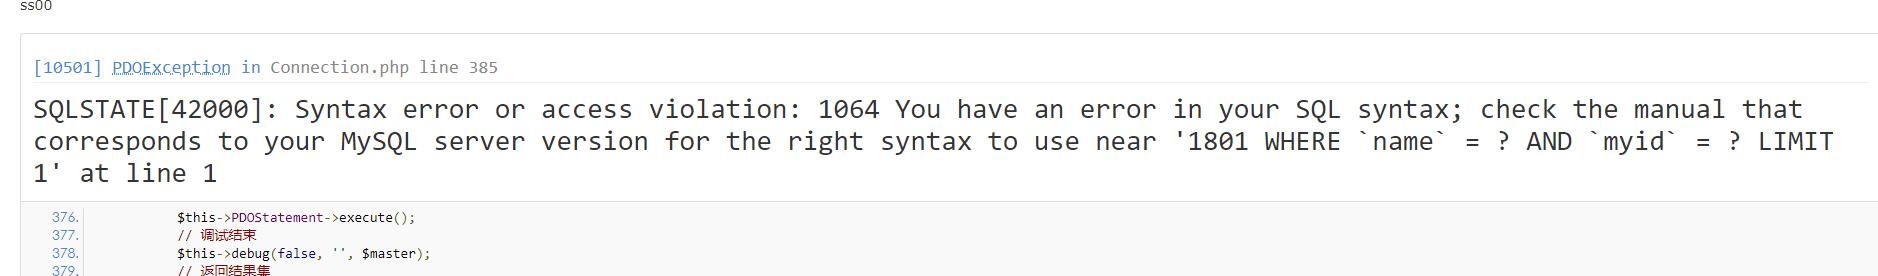 ss00
[10501] PDOException in Connection.php line 385
SQLSTATE[42000]: Syntax error or access violation: 1064 You have an error in your SQL syntax; check the manual that
corresponds to your MySQL server version for the right syntax to use near '1801 WHERE `name` = ? AND `myid` = ? LIMIT
1' at line 1
376. $this->PDOStatement->execute();
377. // 调试结束
378. $this->debug(false, '', $master);
379. // 返回结果集